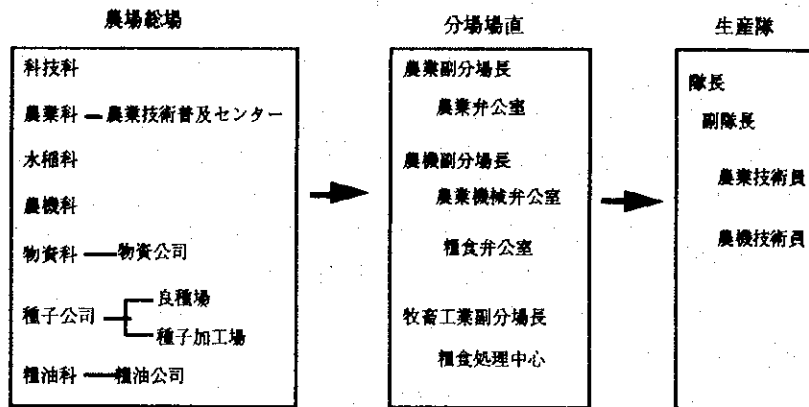 農場総場
科技科
農業科 ー 農業技術普及センター
水稲科
農機科
物資科 ー 物資公司
種子公司
良種場
種子加工場
糧油科 ー 糧油公司
分場場直
農業副分場長
農業弁公室
農機副分場長
農業機械弁公室
糧食弁公室
牧畜工業副分場長
糧食処理中心
生産隊
隊長
副隊長
農業技術員
農機技術員